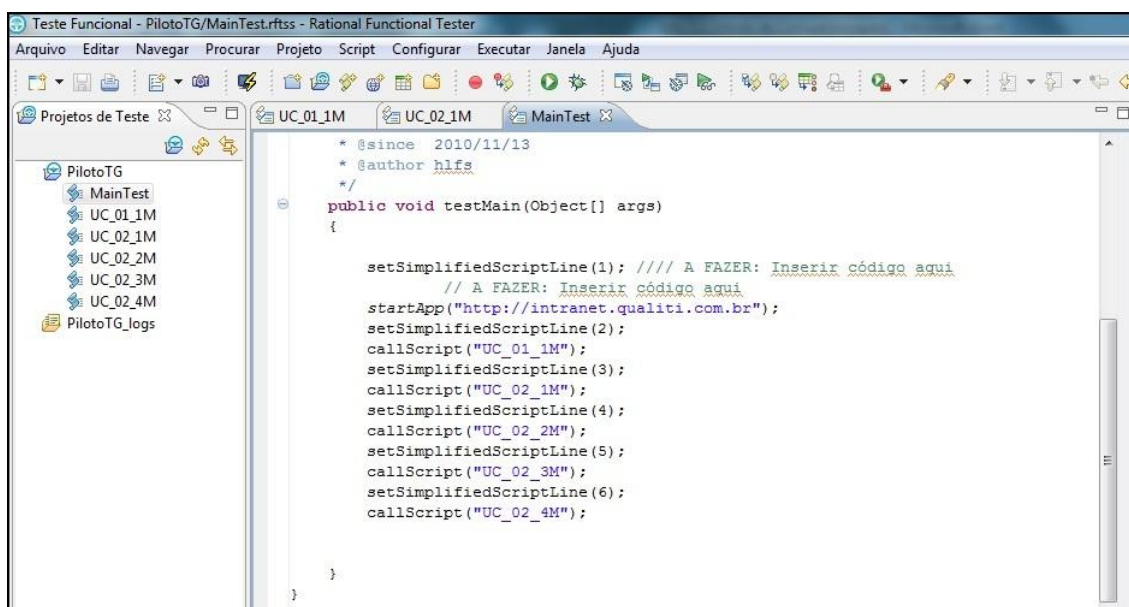 Teste Funcional - PilotoTG/MainTest.rftss - Rational Functional Tester
Arquivo Editar Navegar Procurar Projeto Script Configurar Executar Janela Ajuda
Projetos de Teste
PilotoTG
MainTest
UC_01_1M
UC_02_1M
UC_02_2M
UC_02_3M
UC_02_4M
PilotoTG_logs
UC_01_1M UC_02_1M MainTest
* @since 2010/11/13
* @author hlfs
*/
public void testMain(Object[] args)
{
setSimplifiedScriptLine(1); //// A FAZER: Inserir código aqui
// A FAZER: Inserir código aqui
startApp("http://intranet.qualiti.com.br");
setSimplifiedScriptLine(2);
callScript("UC_01_1M");
setSimplifiedScriptLine(3);
callScript("UC_02_1M");
setSimplifiedScriptLine(4);
callScript("UC_02_2M");
setSimplifiedScriptLine(5);
callScript("UC_02_3M");
setSimplifiedScriptLine(6);
callScript("UC_02_4M");
}
}